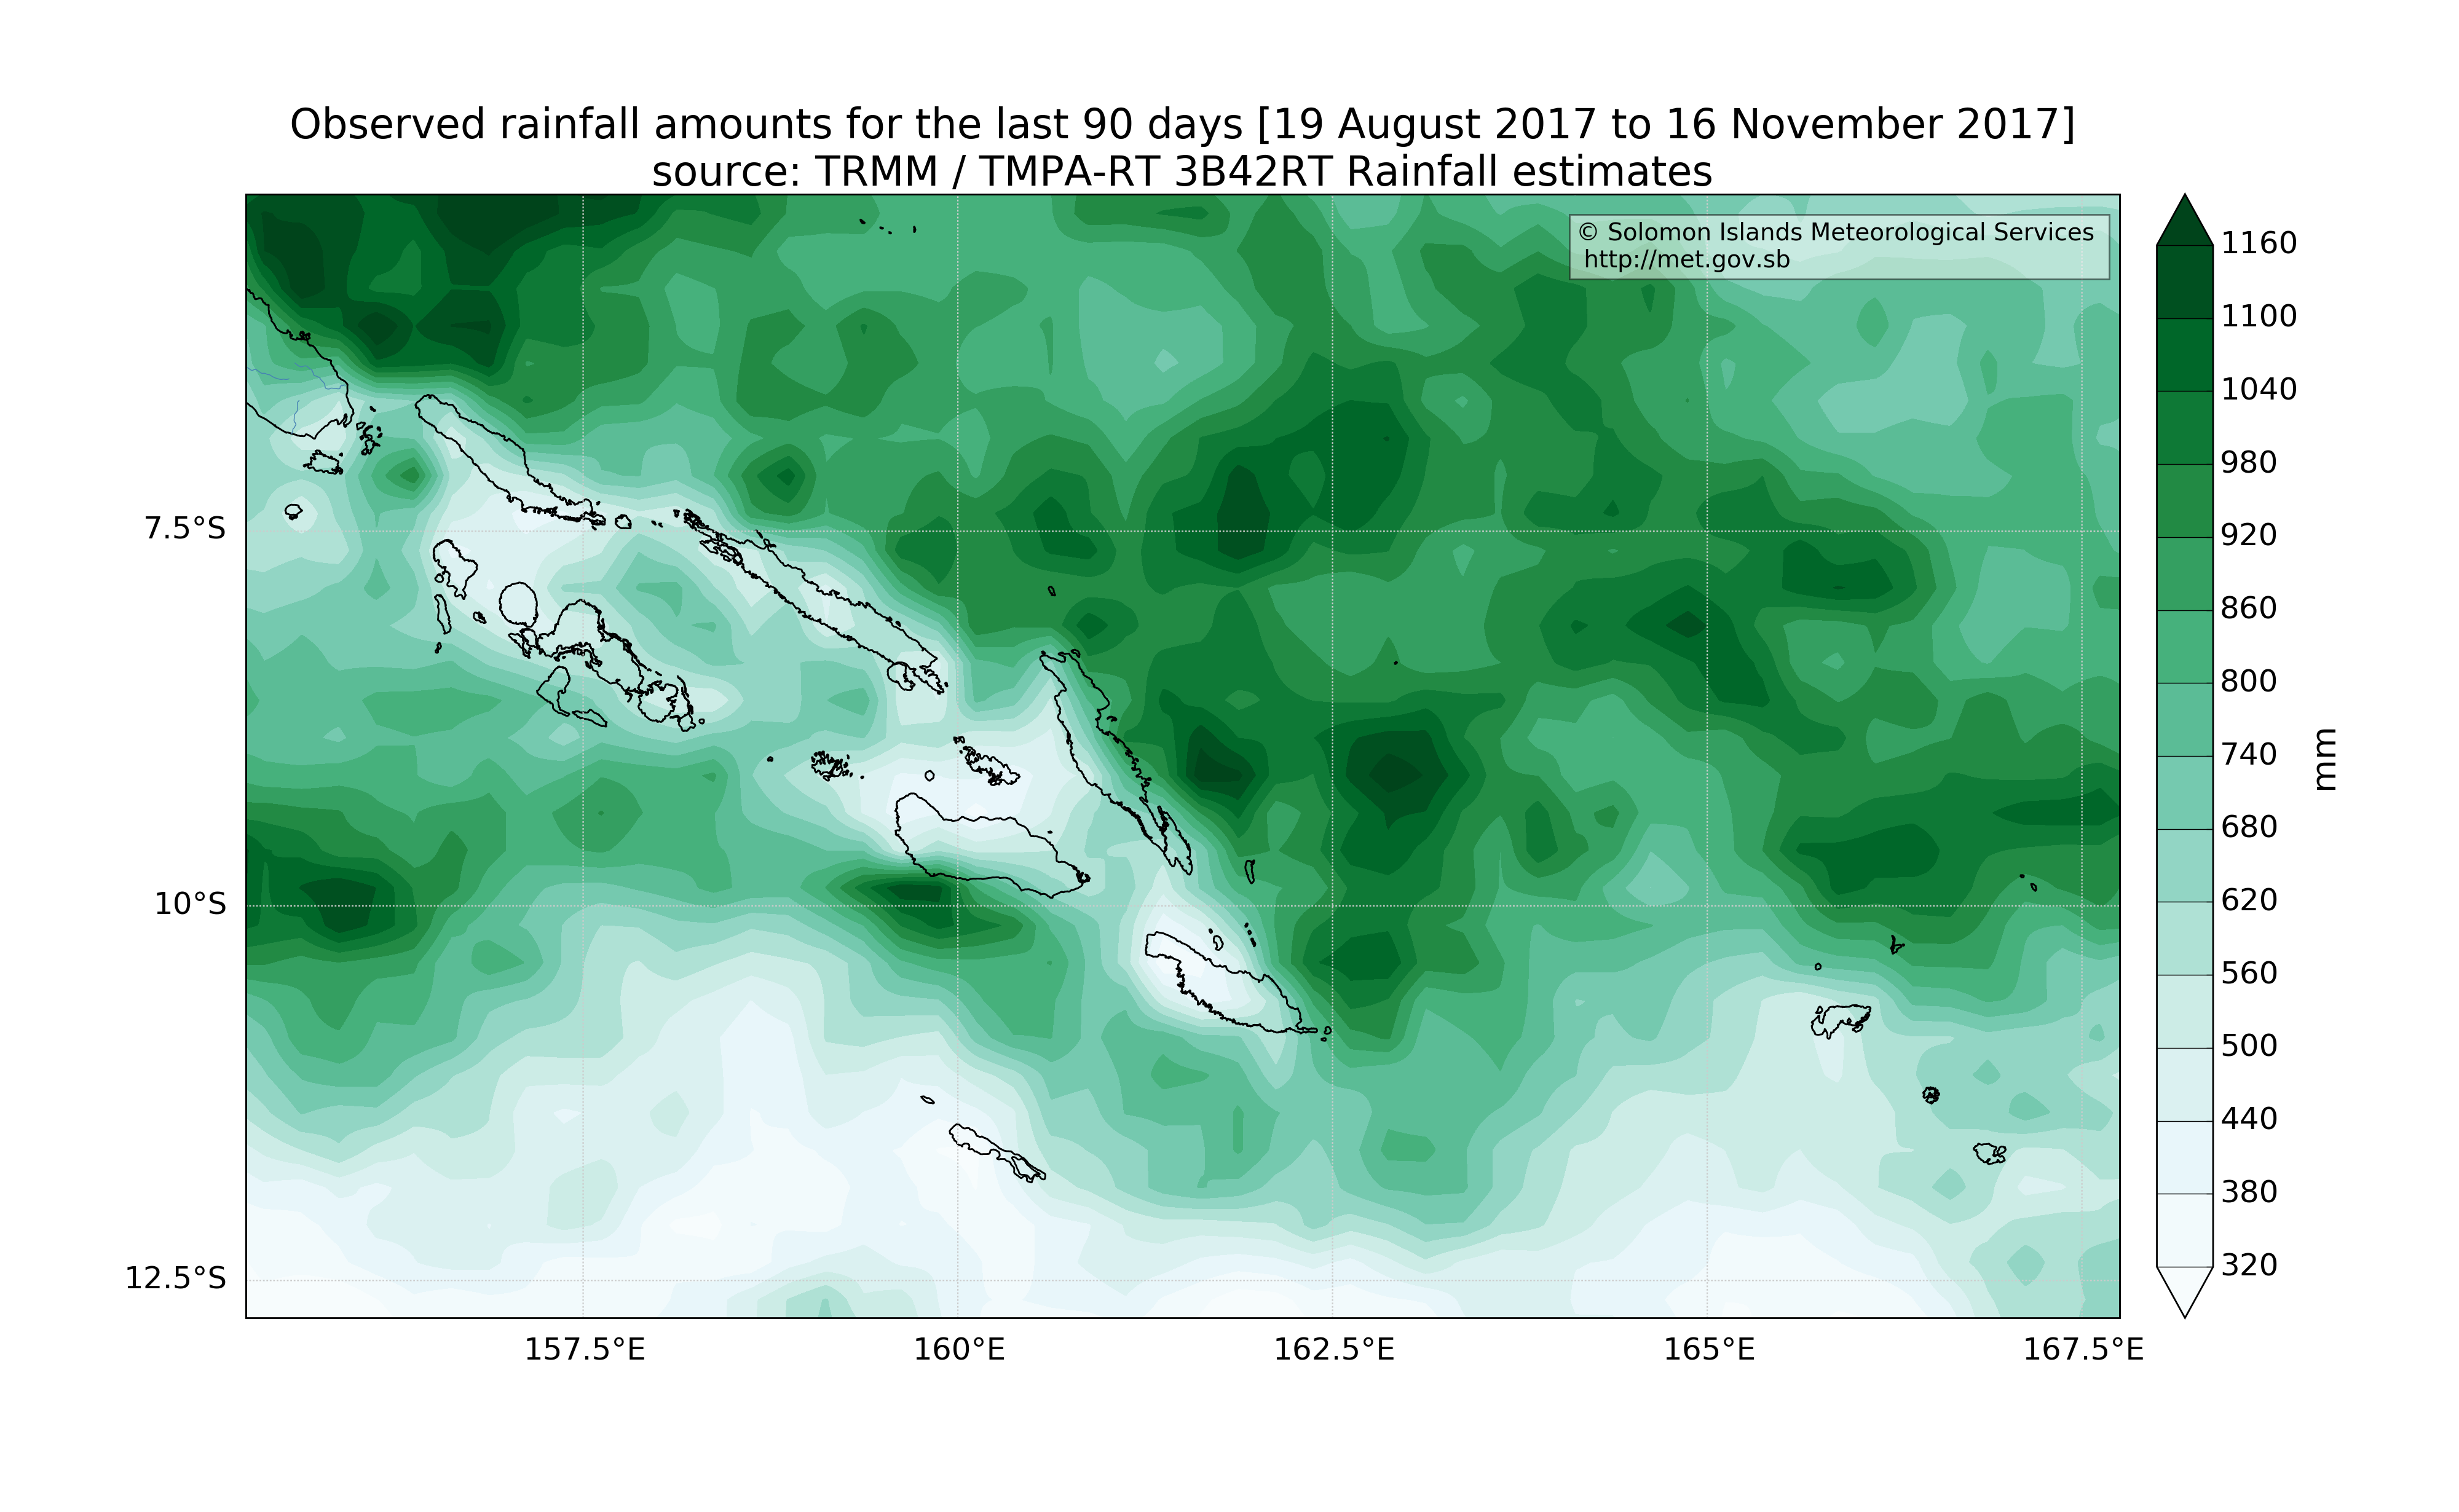 Observed rainfall amounts for the last 90 days [19 August 2017 to 16 November 2017]
source: TRMM / TMPA-RT 3B42RT Rainfall estimates
© Solomon Islands Meteorological Services
http://met.gov.sb
7.5°S
10°S
12.5°S
157.5°E
160°E
162.5°E
165°E
167.5°E
1160
1100
1040
980
920
860
800
740
680
620
560
500
440
380
320
mm